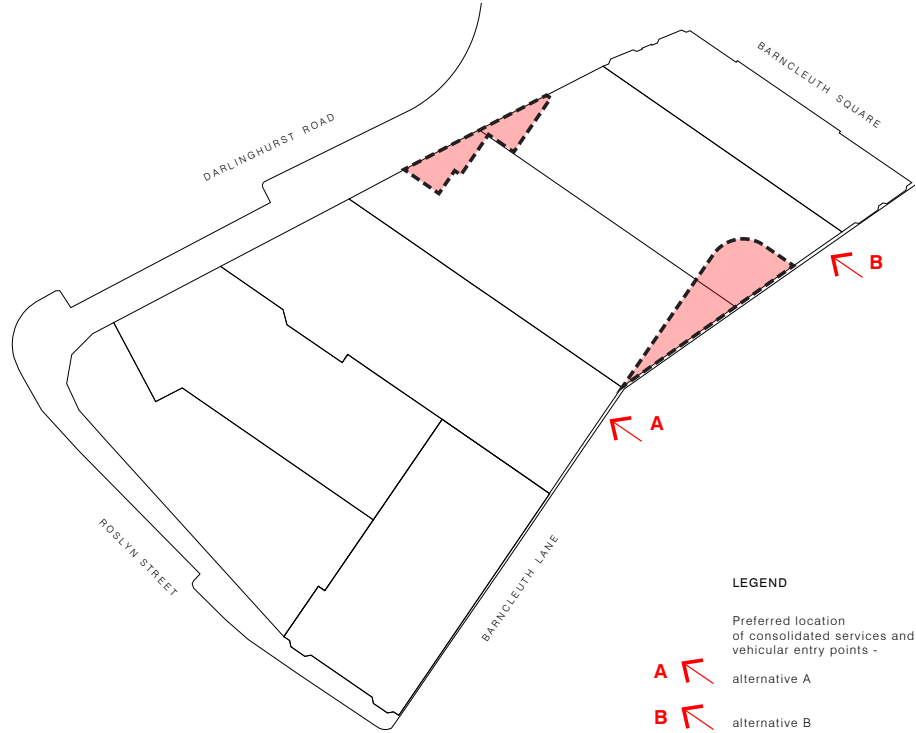 BARNCLEUTH SQUARE
DARLINGHURST ROAD
B
A
ROSLYN STREET
BARNCLEUTH LANE
LEGEND
Preferred location
of consolidated services and
vehicular entry points -
A alternative A
B alternative B